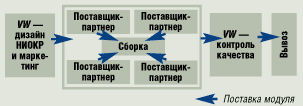 VW —
дизайн
НИОКР
и марке-
тинг
Поставщик-
партнер
Поставщик-
партнер
Сборка
Поставщик-
партнер
Поставщик-
партнер
VW —
контроль
качества
Вывоз
Поставка модуля